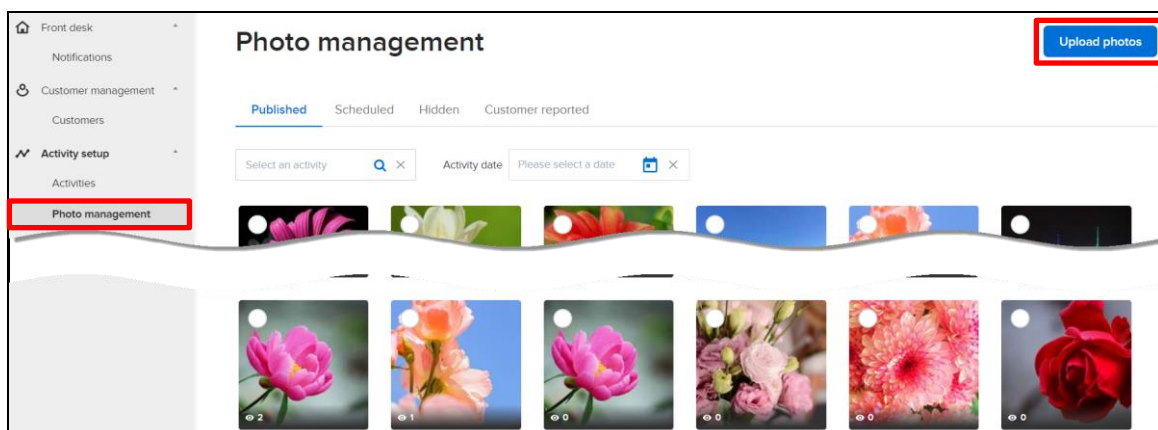 Front desk
Notifications
Customer management
Customers
Activity setup
Activities
Photo management
Photo management
Upload photos
Published Scheduled Hidden Customer reported
Select an activity Activity date Please select a date
2 1 0 0 0 0